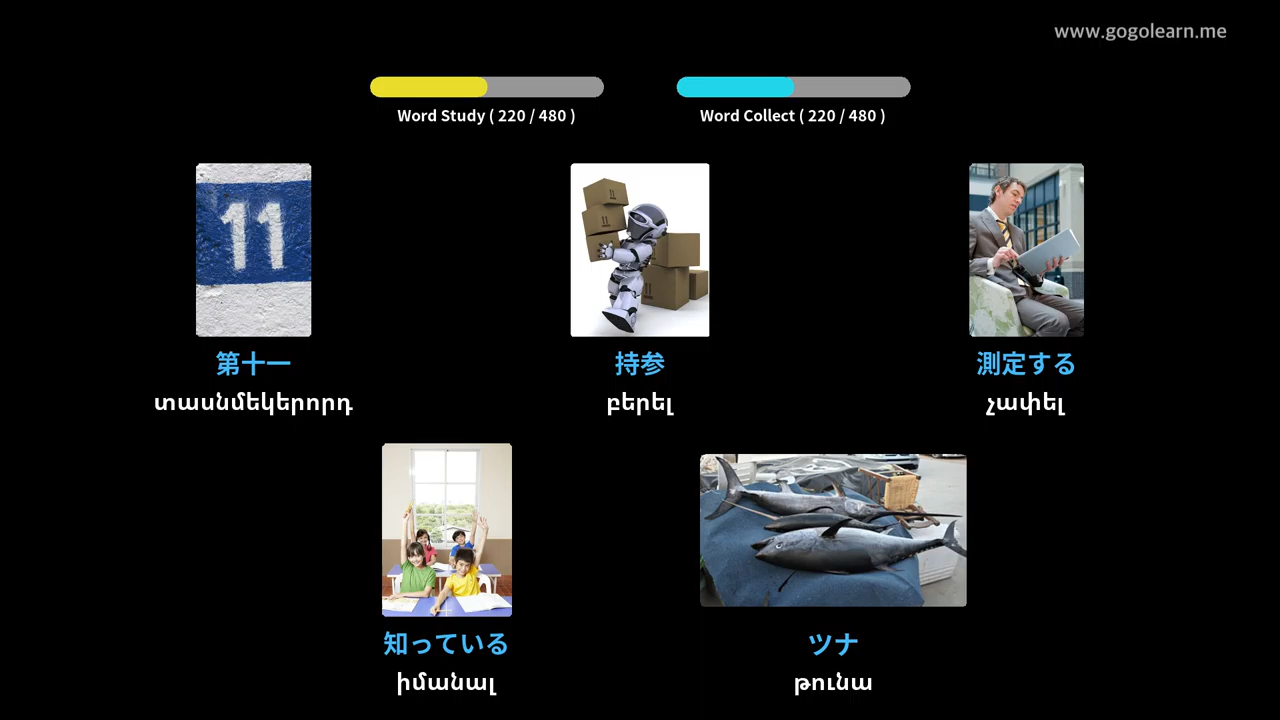 www.gogolearn.me
Word Study ( 220 / 480 )
Word Collect ( 220 / 480 )
11
第十一
տասնմեկերորդ
持参
բերել
測定する
չափել
知っている
իմանալ
ツナ
թունա